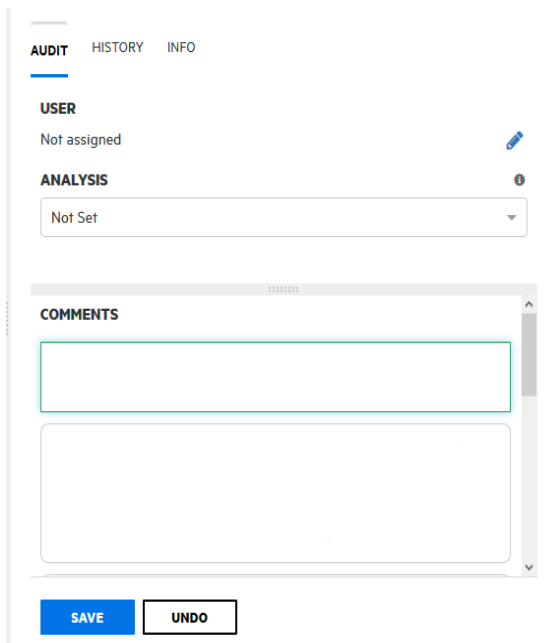 AUDIT HISTORY INFO
USER
Not assigned
ANALYSIS
Not Set
COMMENTS
SAVE UNDO